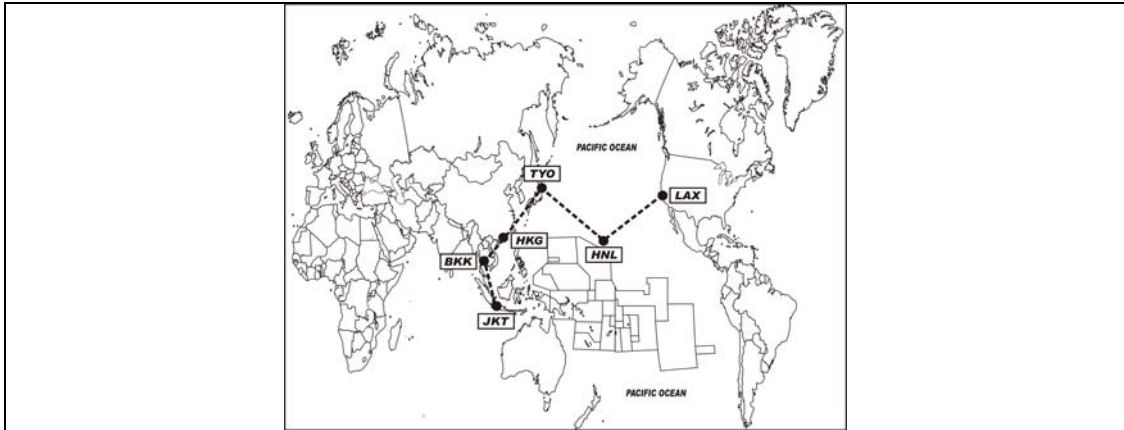 PACIFIC OCEAN
TYO
LAX
HKG
HNL
BKK
JKT
PACIFIC OCEAN